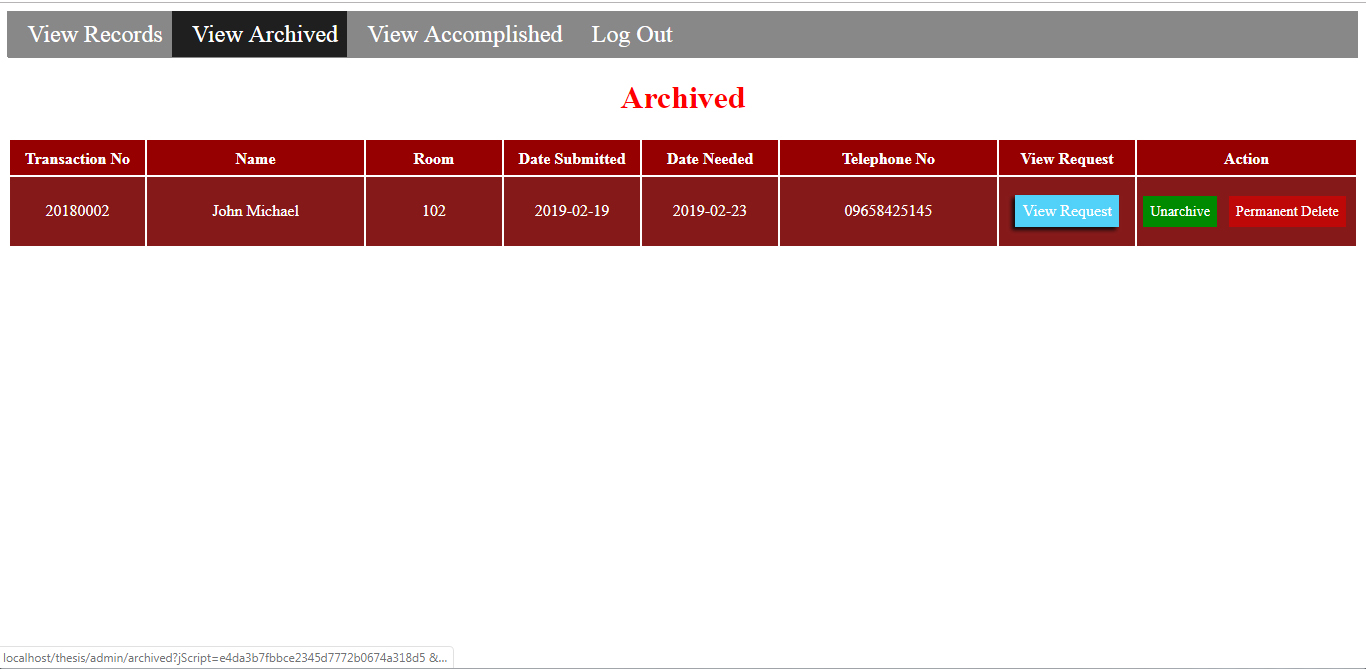 View Records View Archived View Accomplished Log Out
Archived
Transaction No Name Room Date Submitted Date Needed Telephone No View Request Action
20180002 John Michael 102 2019-02-19 2019-02-23 09658425145 View Request Unarchive Permanent Delete
localhost/thesis/admin/archived?jScript=e4da3b7fbbce2345d7772b0674a318d5 &...